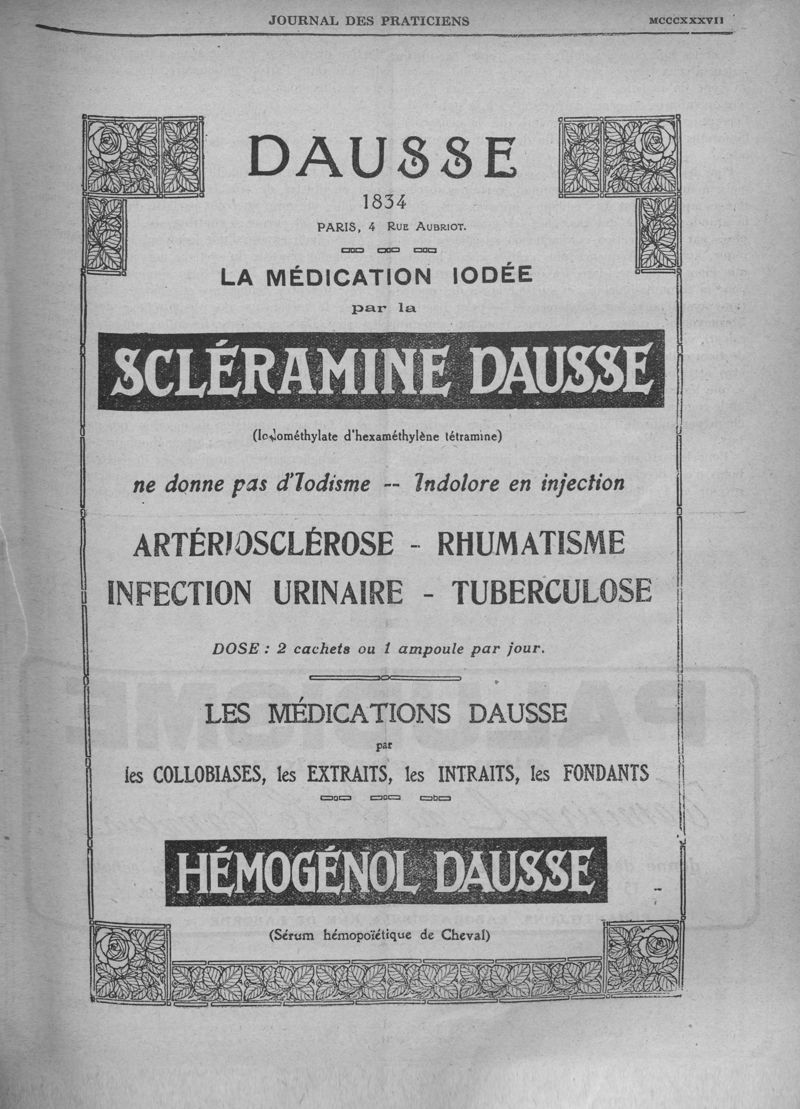 JOURNAL DES PRATICIENS MCCCXXXVII
DAUSSE
1834
PARIS, 4 RUE AUBRIOT.
LA MÉDICATION IODÉE
par la
SCLÉRAMINE DAUSSE
(Iodométhylate d'hexaméthylène tétramine)
ne donne pas d'Iodisme -- Indolore en injection
ARTÉRIOSCLÉROSE - RHUMATISME
INFECTION URINAIRE - TUBERCULOSE
DOSE : 2 cachets ou 1 ampoule par jour.
LES MÉDICATIONS DAUSSE
par
les COLLOBIASES, les EXTRAITS, les INTRAITS, les FONDANTS
HÉMOGÉNOL DAUSSE
(Sérum hémopoïétique de Cheval)